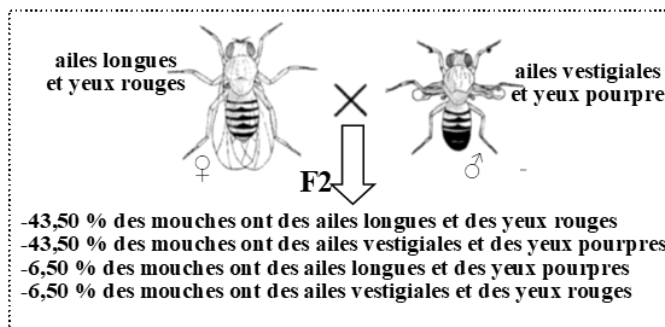 ailes longues
et yeux rouges
ailes vestigiales
et yeux pourpre
♀
♂
F2
-43,50 % des mouches ont des ailes longues et des yeux rouges
-43,50 % des mouches ont des ailes vestigiales et des yeux pourpres
-6,50 % des mouches ont des ailes longues et des yeux pourpres
-6,50 % des mouches ont des ailes vestigiales et des yeux rouges